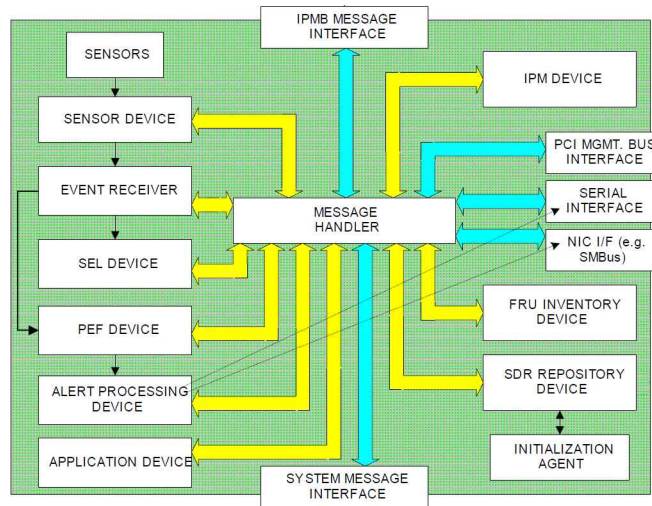 IPMB MESSAGE
INTERFACE
SENSORS
IPM DEVICE
SENSOR DEVICE
PCI MGMT. BUS
INTERFACE
EVENT RECEIVER
SERIAL
INTERFACE
MESSAGE
HANDLER
NIC I/F (e.g.
SMBus)
SEL DEVICE
FRU INVENTORY
DEVICE
PEF DEVICE
SDR REPOSITORY
DEVICE
ALERT PROCESSING
DEVICE
INITIALIZATION
AGENT
APPLICATION DEVICE
SYSTEM MESSAGE
INTERFACE